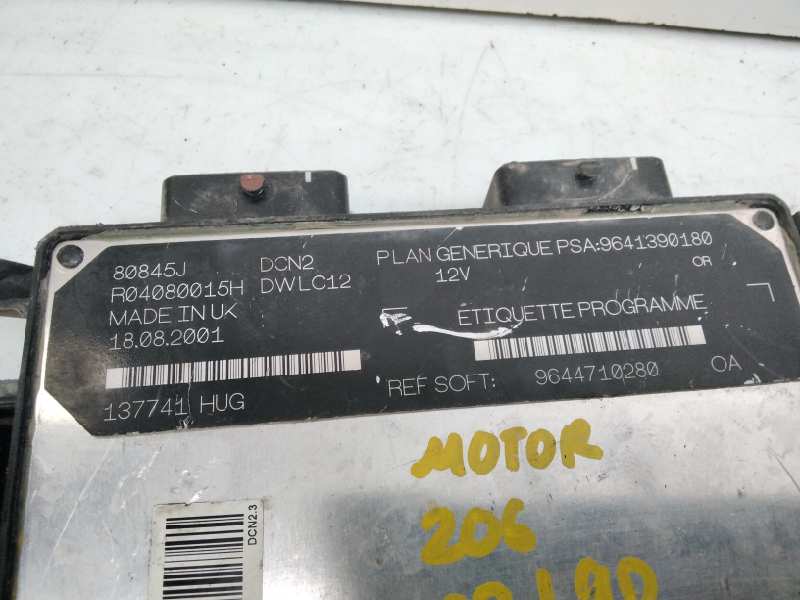 80845J DCN2
R04080015H DWLC12
MADE IN UK
18.08.2001
137741 HUG
PLAN GENERIQUE PSA:9641390180
12V OR
ETIQUETTE PROGRAMME
REF SOFT: 9644710280 OA
DCN2.3
MOTOR
206